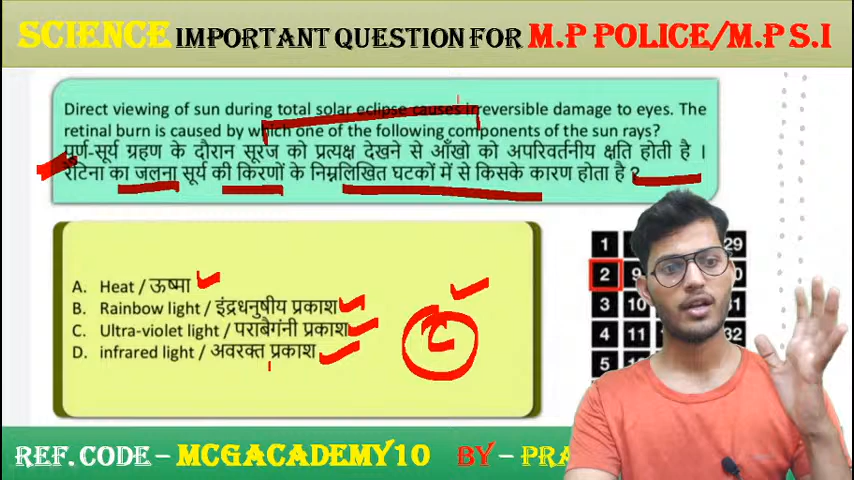 SCIENCE IMPORTANT QUESTION FOR M.P POLICE/M.P S.I
Direct viewing of sun during total solar eclipse causes irreversible damage to eyes. The
retinal burn is caused by which one of the following components of the sun rays?
पूर्ण-सूर्य ग्रहण के दौरान सूरज को प्रत्यक्ष देखने से आँखो को अपरिवर्तनीय क्षति होती है ।
रेटिना का जलना सूर्य की किरणों के निम्नलिखित घटकों में से किसके कारण होता है ?
A. Heat / ऊष्मा
B. Rainbow light / इंद्रधनुषीय प्रकाश
C. Ultra-violet light / पराबैगंनी प्रकाश
D. infrared light / अवरक्त प्रकाश
C
1 29
2 9 0
3 10 31
4 11 32
5
REF. CODE – MCGACADEMY10 BY – PRA